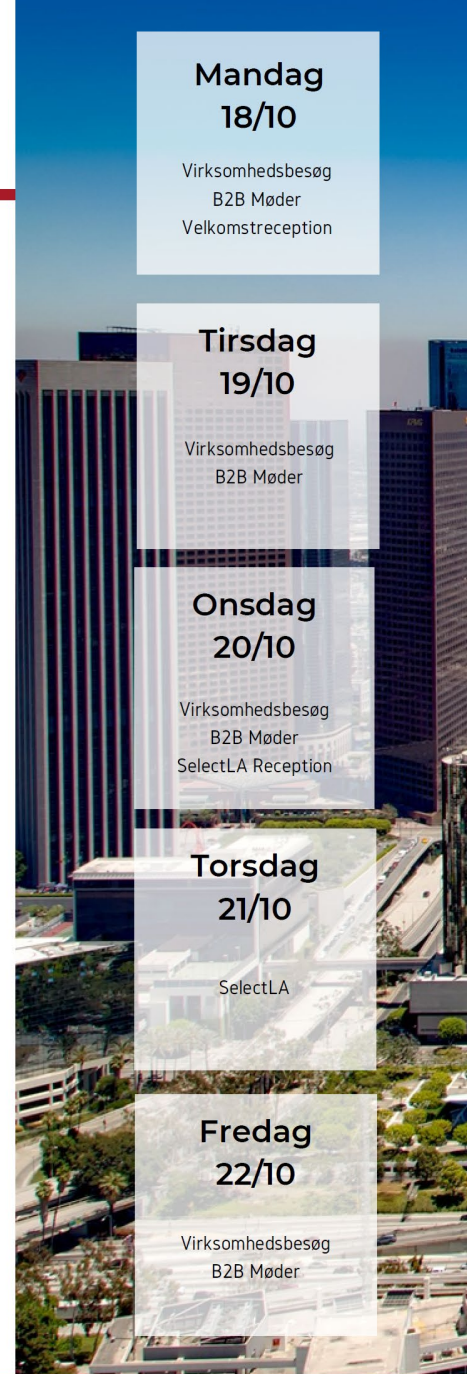 Mandag
18/10
Virksomhedsbesøg
B2B Møder
Velkomstreception
Tirsdag
19/10
KPMG
Virksomhedsbesøg
B2B Møder
Onsdag
20/10
Virksomhedsbesøg
B2B Møder
SelectLA Reception
Torsdag
21/10
SelectLA
Fredag
22/10
Virksomhedsbesøg
B2B Møder